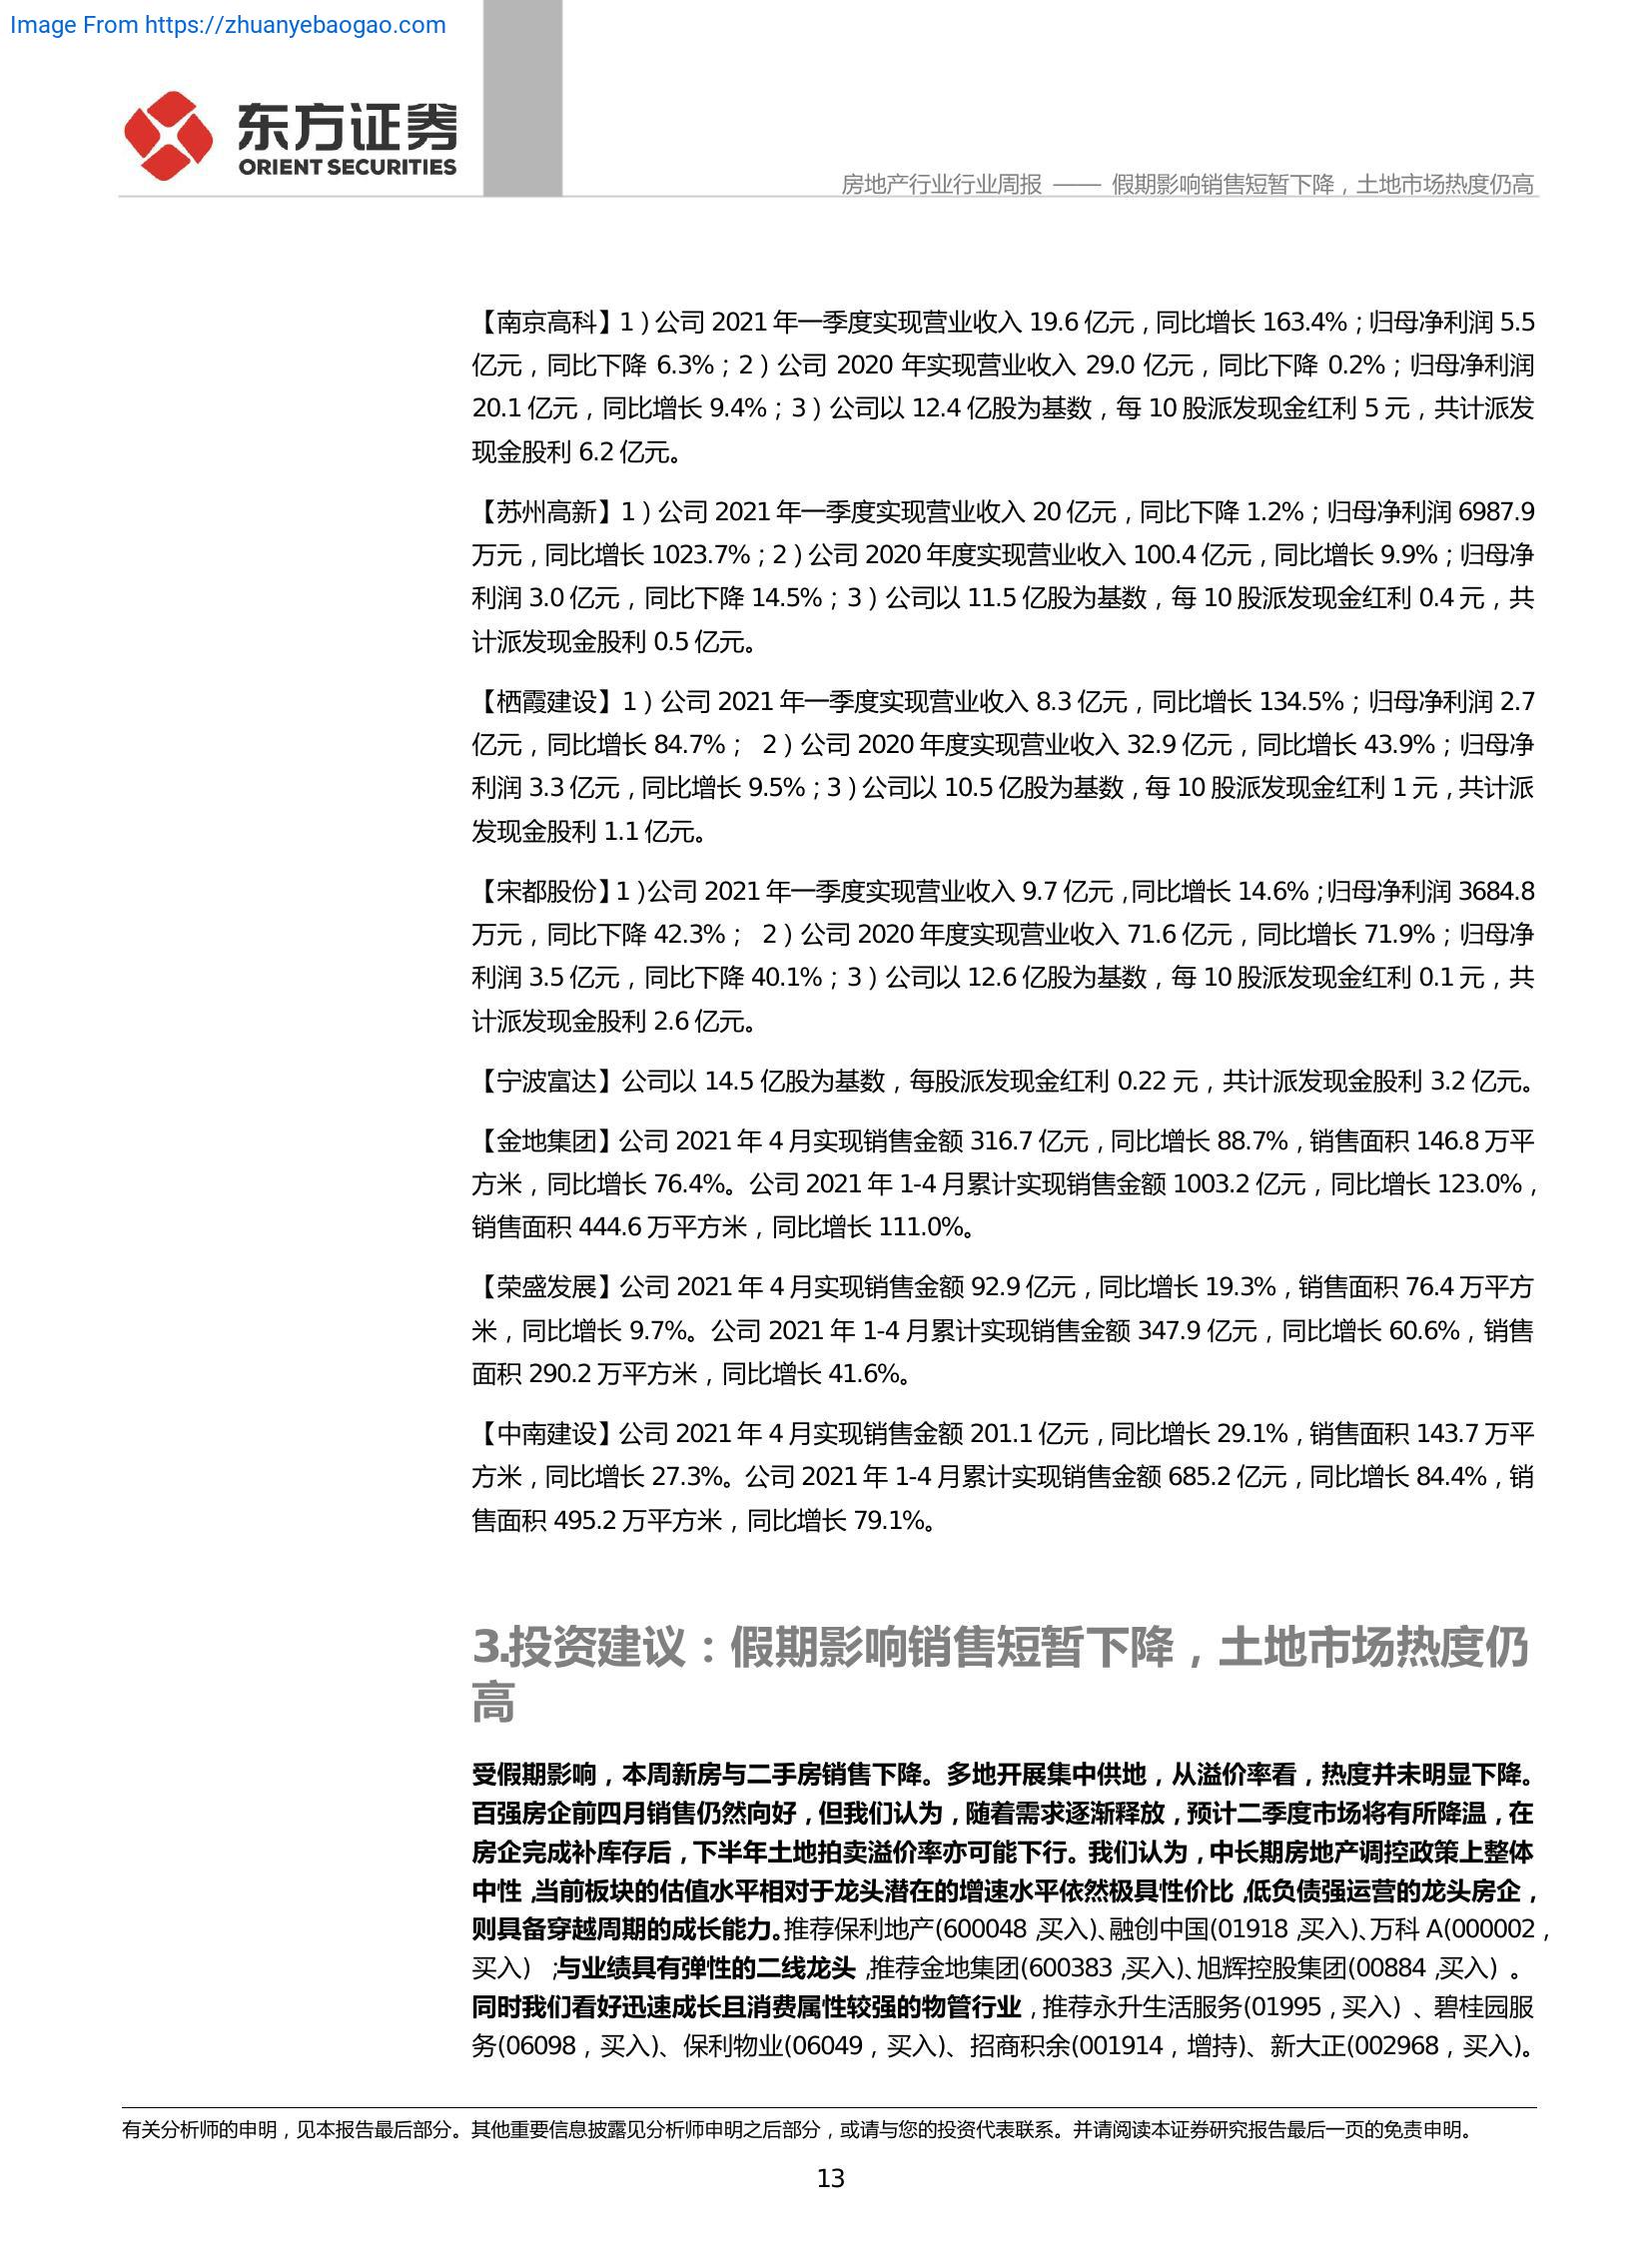 Image From https://zhuanyebaogao.com
东方证券
ORIENT SECURITIES
房地产行业行业周报 —— 假期影响销售短暂下降，土地市场热度仍高
【南京高科】1）公司 2021 年一季度实现营业收入 19.6 亿元，同比增长 163.4%；归母净利润 5.5
亿元，同比下降 6.3%；2）公司 2020 年实现营业收入 29.0 亿元，同比下降 0.2%；归母净利润
20.1 亿元，同比增长 9.4%；3）公司以 12.4 亿股为基数，每 10 股派发现金红利 5 元，共计派发
现金股利 6.2 亿元。
【苏州高新】1）公司 2021 年一季度实现营业收入 20 亿元，同比下降 1.2%；归母净利润 6987.9
万元，同比增长 1023.7%；2）公司 2020 年度实现营业收入 100.4 亿元，同比增长 9.9%；归母净
利润 3.0 亿元，同比下降 14.5%；3）公司以 11.5 亿股为基数，每 10 股派发现金红利 0.4 元，共
计派发现金股利 0.5 亿元。
【栖霞建设】1）公司 2021 年一季度实现营业收入 8.3 亿元，同比增长 134.5%；归母净利润 2.7
亿元，同比增长 84.7%； 2）公司 2020 年度实现营业收入 32.9 亿元，同比增长 43.9%；归母净
利润 3.3 亿元，同比增长 9.5%；3）公司以 10.5 亿股为基数，每 10 股派发现金红利 1 元，共计派
发现金股利 1.1 亿元。
【宋都股份】1）公司 2021 年一季度实现营业收入 9.7 亿元，同比增长 14.6%；归母净利润 3684.8
万元，同比下降 42.3%； 2）公司 2020 年度实现营业收入 71.6 亿元，同比增长 71.9%；归母净
利润 3.5 亿元，同比下降 40.1%；3）公司以 12.6 亿股为基数，每 10 股派发现金红利 0.1 元，共
计派发现金股利 2.6 亿元。
【宁波富达】公司以 14.5 亿股为基数，每股派发现金红利 0.22 元，共计派发现金股利 3.2 亿元。
【金地集团】公司 2021 年 4 月实现销售金额 316.7 亿元，同比增长 88.7%，销售面积 146.8 万平
方米，同比增长 76.4%。公司 2021 年 1-4 月累计实现销售金额 1003.2 亿元，同比增长 123.0%，
销售面积 444.6 万平方米，同比增长 111.0%。
【荣盛发展】公司 2021 年 4 月实现销售金额 92.9 亿元，同比增长 19.3%，销售面积 76.4 万平方
米，同比增长 9.7%。公司 2021 年 1-4 月累计实现销售金额 347.9 亿元，同比增长 60.6%，销售
面积 290.2 万平方米，同比增长 41.6%。
【中南建设】公司 2021 年 4 月实现销售金额 201.1 亿元，同比增长 29.1%，销售面积 143.7 万平
方米，同比增长 27.3%。公司 2021 年 1-4 月累计实现销售金额 685.2 亿元，同比增长 84.4%，销
售面积 495.2 万平方米，同比增长 79.1%。
3.投资建议：假期影响销售短暂下降，土地市场热度仍
高
受假期影响，本周新房与二手房销售下降。多地开展集中供地，从溢价率看，热度并未明显下降。
百强房企前四月销售仍然向好，但我们认为，随着需求逐渐释放，预计二季度市场将有所降温，在
房企完成补库存后，下半年土地拍卖溢价率亦可能下行。我们认为，中长期房地产调控政策上整体
中性，当前板块的估值水平相对于龙头潜在的增速水平依然极具性价比，低负债强运营的龙头房企，
则具备穿越周期的成长能力。推荐保利地产(600048，买入)、融创中国(01918，买入)、万科 A(000002，
买入) ；与业绩具有弹性的二线龙头，推荐金地集团(600383，买入)、旭辉控股集团(00884，买入) 。
同时我们看好迅速成长且消费属性较强的物管行业，推荐永升生活服务(01995，买入) 、碧桂园服
务(06098，买入)、保利物业(06049，买入)、招商积余(001914，增持)、新大正(002968，买入)。
有关分析师的申明，见本报告最后部分。其他重要信息披露见分析师申明之后部分，或请与您的投资代表联系。并请阅读本证券研究报告最后一页的免责申明。
13